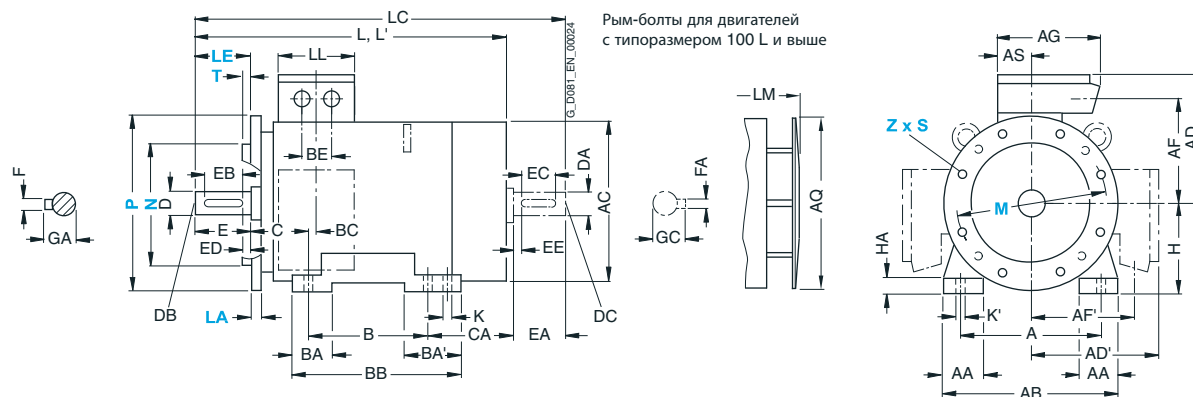 LC
Рым-болты для двигателей
с типоразмером 100 L и выше
L, L'
LE
LL
T
G_D081_EN_00024
AG
AS
LM
Z x S
AF
AD
BE
DA
EB
EC
FA
F
P
N
D
AC
AQ
M
E
C
BC
GA
ED
EE
GC
HA
H
DB
LA
K
DC
K'
AF'
B
CA
EA
A
BA
BA'
AD'
BB
AA
AA
AB